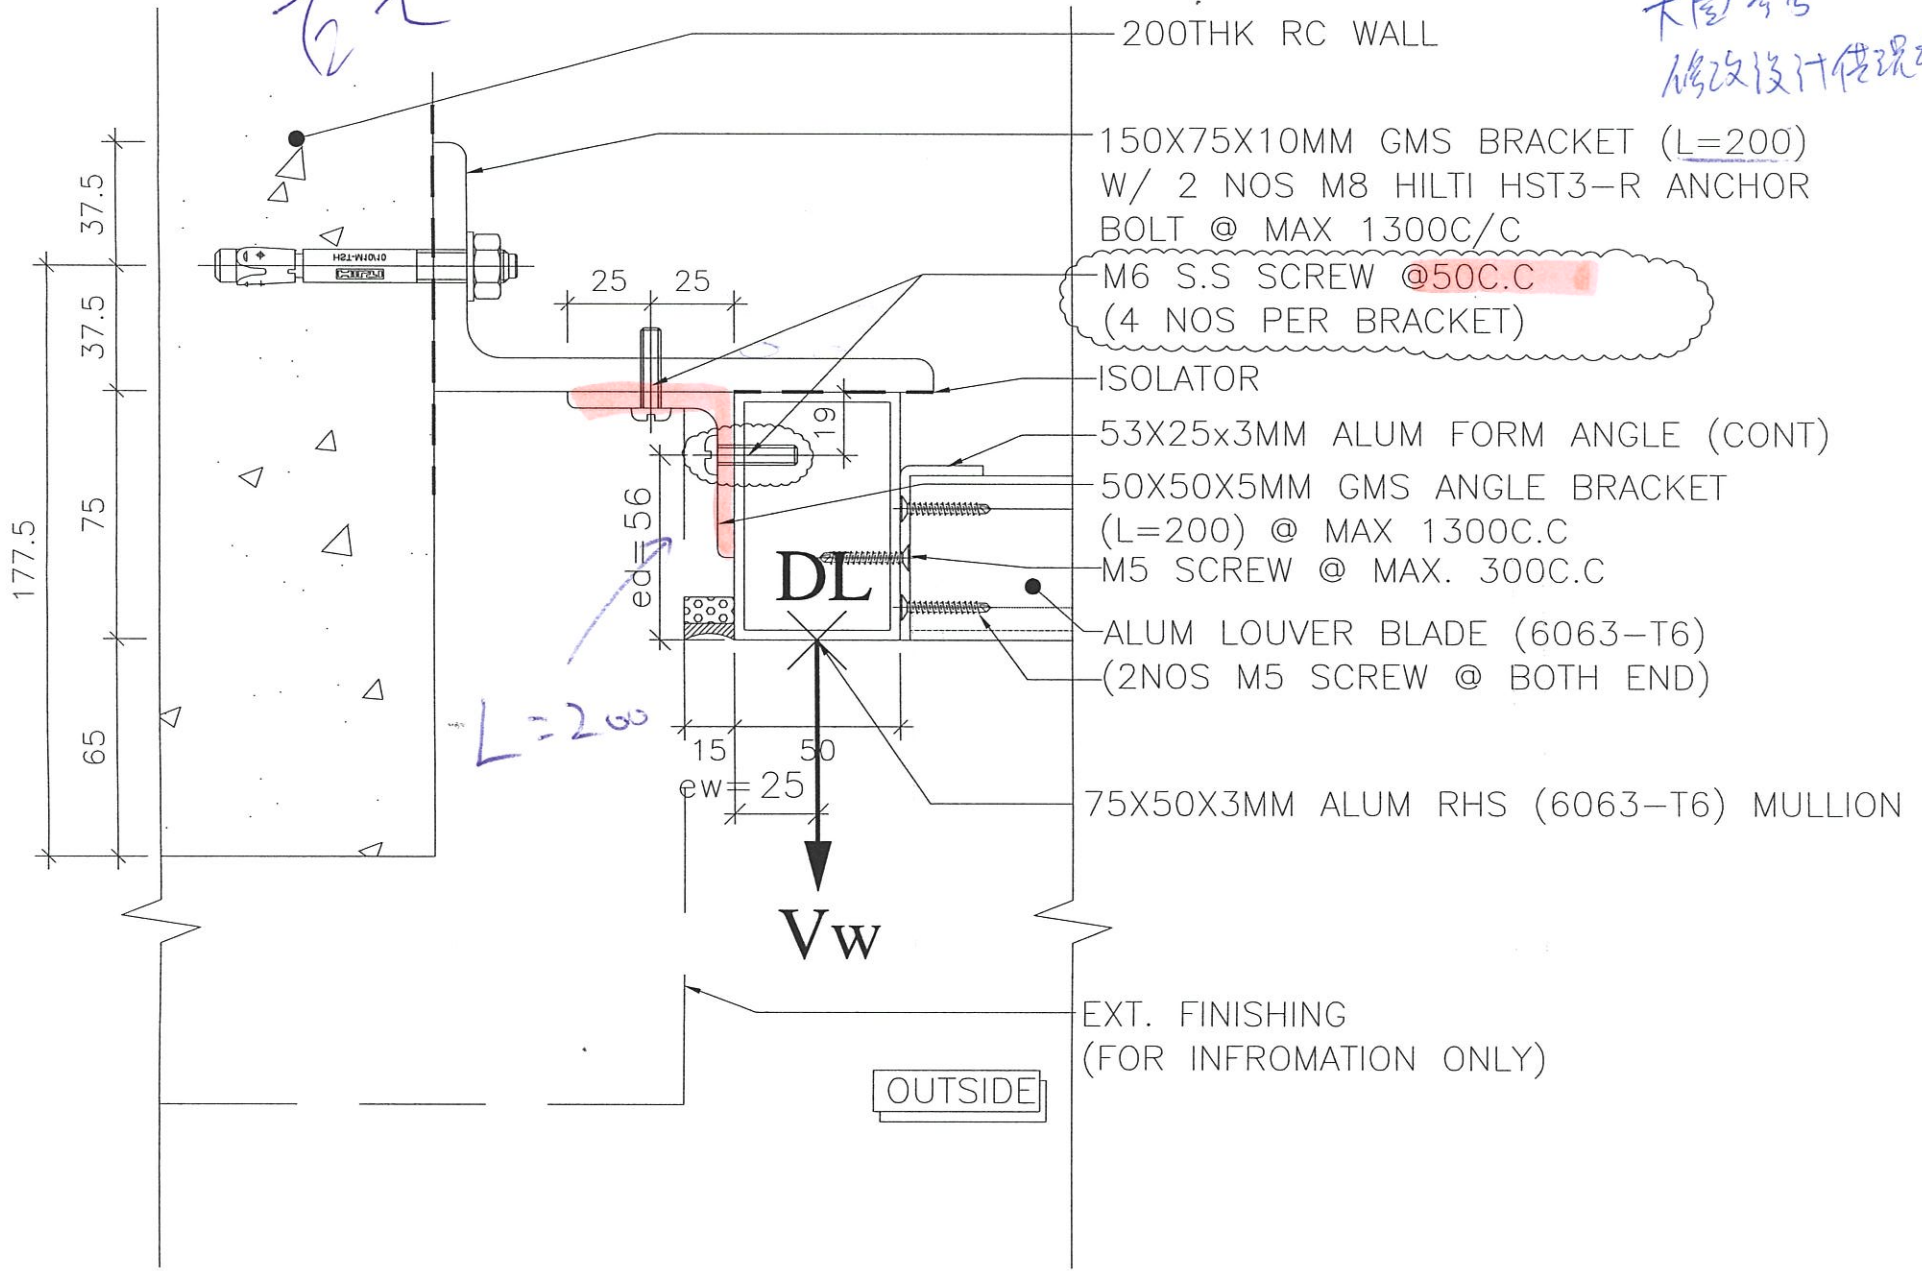 200THK RC WALL
修改设计
150X75X10MM GMS BRACKET (L=200)
W/ 2 NOS M8 HILTI HST3-R ANCHOR
BOLT @ MAX 1300C/C
M6 S.S SCREW @50C.C
(4 NOS PER BRACKET)
ISOLATOR
53X25x3MM ALUM FORM ANGLE (CONT)
50X50X5MM GMS ANGLE BRACKET
(L=200) @ MAX 1300C.C
M5 SCREW @ MAX. 300C.C
ALUM LOUVER BLADE (6063-T6)
(2NOS M5 SCREW @ BOTH END)
75X50X3MM ALUM RHS (6063-T6) MULLION
EXT. FINISHING
(FOR INFROMATION ONLY)
OUTSIDE
37.5
37.5
75
65
177.5
25
25
19
ed=56
DL
L=200
15
50
ew=25
Vw
HILTI